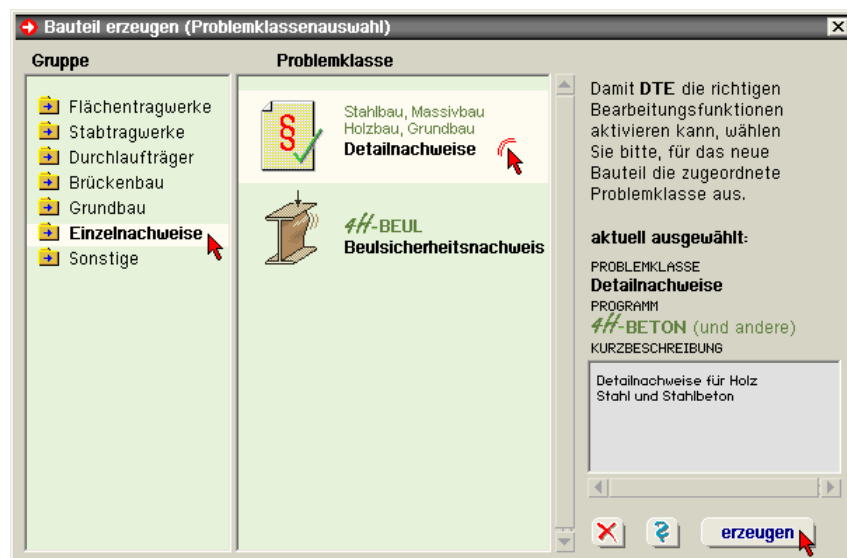 Bauteil erzeugen (Problemklassenauswahl)
Gruppe
Flächentragwerke
Stabtragwerke
Durchlaufträger
Brückenbau
Grundbau
Einzelnachweise
Sonstige
Problemklasse
§
Stahlbau, Massivbau
Holzbau, Grundbau
Detailnachweise
4H-BEUL
Beulsicherheitsnachweis
Damit DTE die richtigen
Bearbeitungsfunktionen
aktivieren kann, wählen
Sie bitte, für das neue
Bauteil die zugeordnete
Problemklasse aus.
aktuell ausgewählt:
PROBLEMKLASSE
Detailnachweise
PROGRAMM
4H-BETON (und andere)
KURZBESCHREIBUNG
Detailnachweise für Holz
Stahl und Stahlbeton
erzeugen